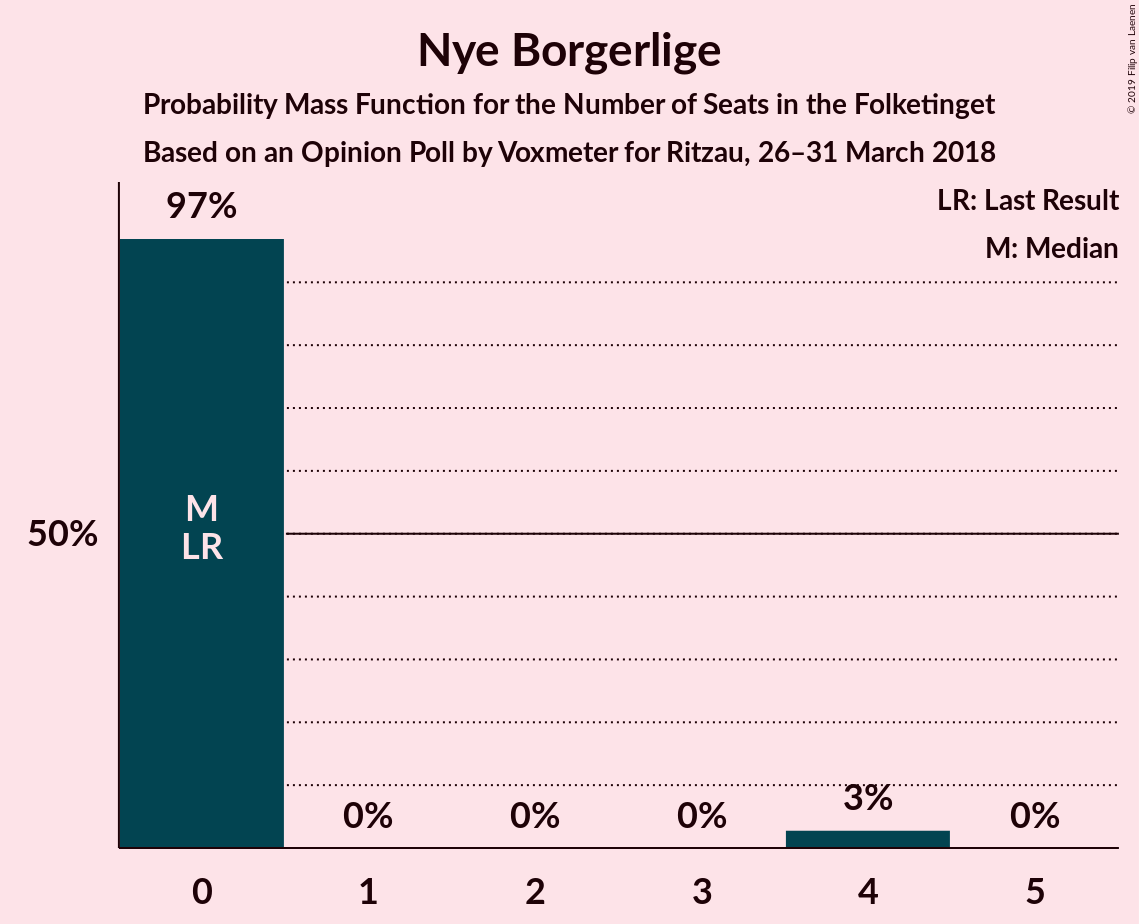 Nye Borgerlige
Probability Mass Function for the Number of Seats in the Folketinget
Based on an Opinion Poll by Voxmeter for Ritzau, 26–31 March 2018
© 2019 Filip van Laenen
LR: Last Result
M: Median
97%
M
LR
50%
0%
0%
0%
3%
0%
0
1
2
3
4
5